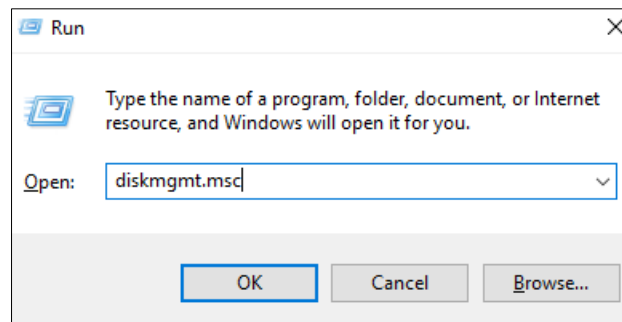 Run
Type the name of a program, folder, document, or Internet
resource, and Windows will open it for you.
Open: diskmgmt.msc
OK Cancel Browse...